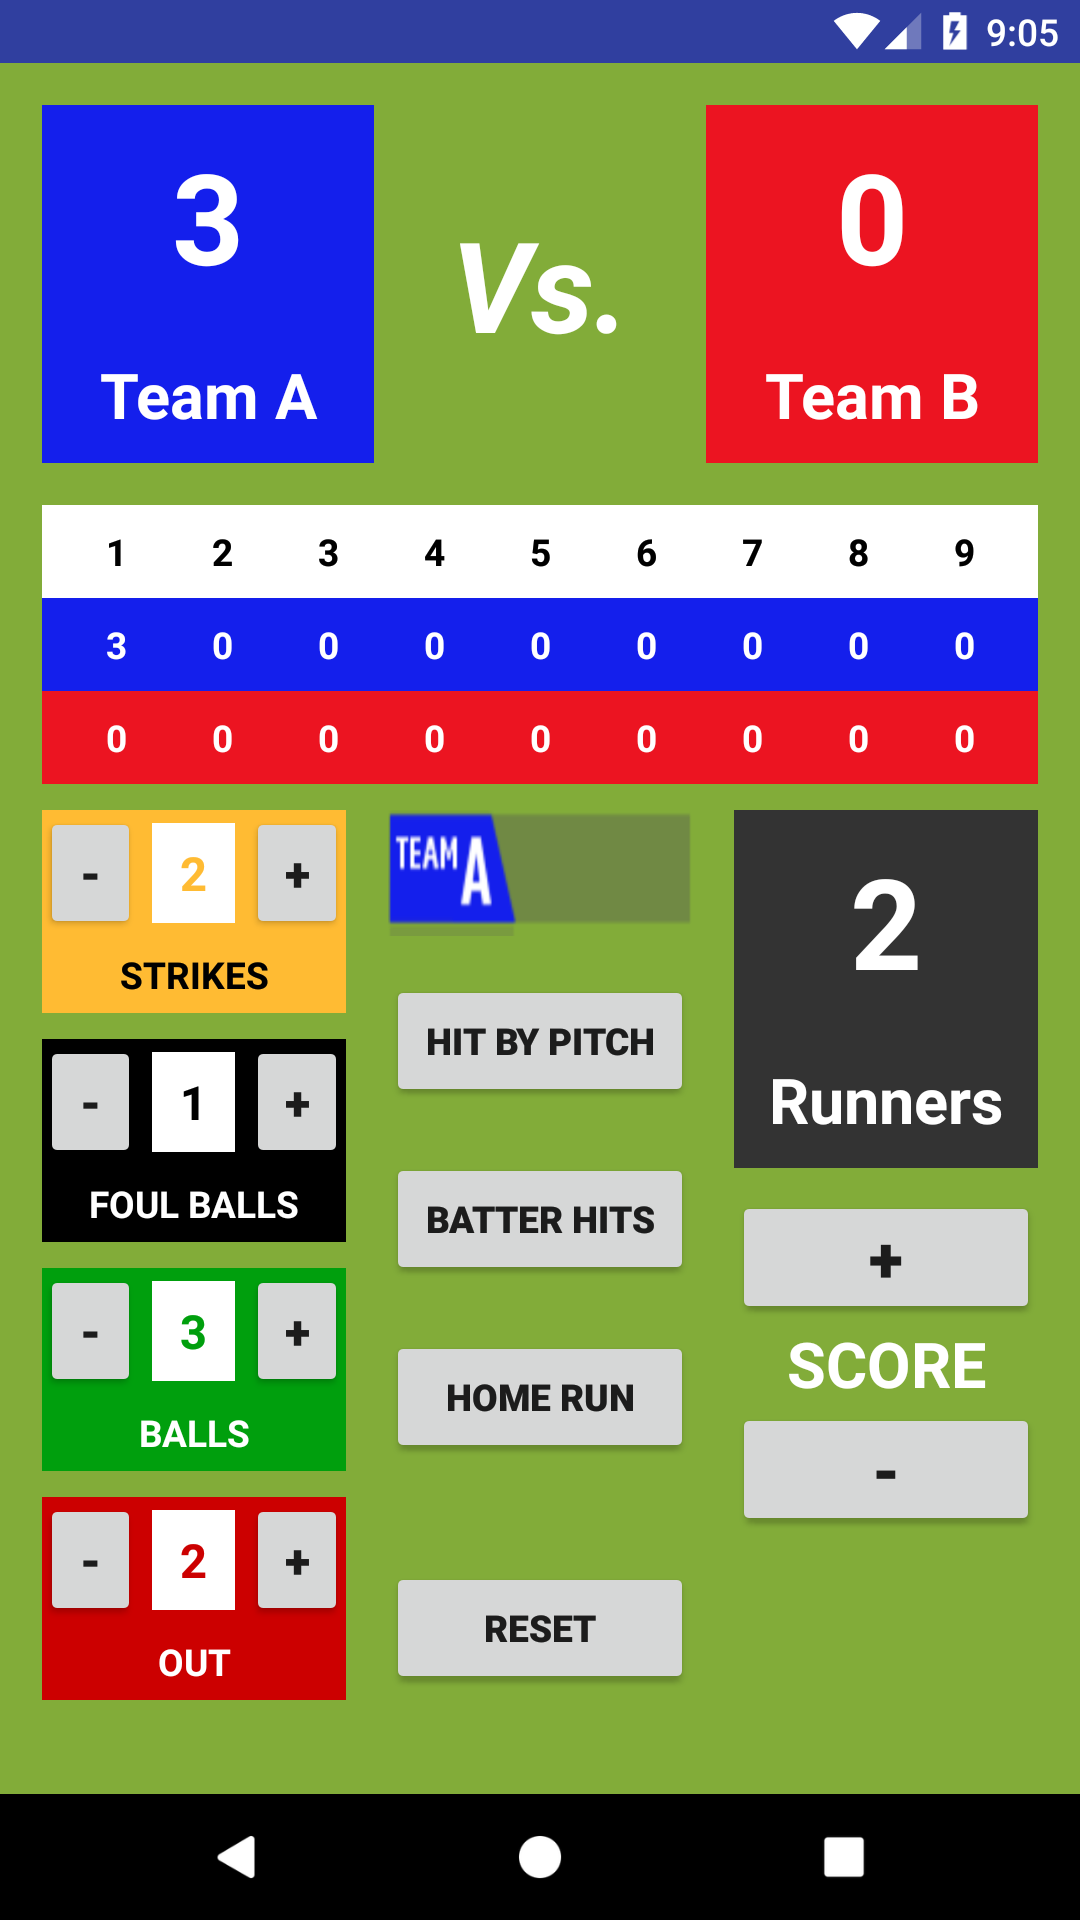 9:05
3
Vs.
0
Team A
Team B
1 2 3 4 5 6 7 8 9
3 0 0 0 0 0 0 0 0
0 0 0 0 0 0 0 0 0
- 2 +
STRIKES
TEAM A
2
Runners
HIT BY PITCH
- 1 +
FOUL BALLS
BATTER HITS
+
SCORE
-
- 3 +
BALLS
HOME RUN
- 2 +
OUT
RESET